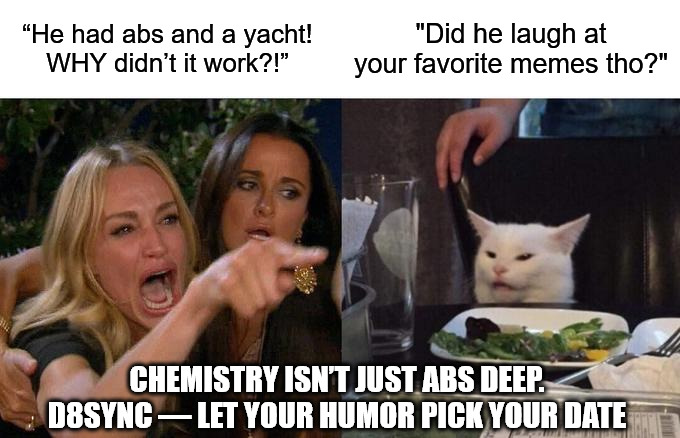 “He had abs and a yacht!
WHY didn’t it work?!”
"Did he laugh at
your favorite memes tho?"
CHEMISTRY ISN’T JUST ABS DEEP.
D8SYNC — LET YOUR HUMOR PICK YOUR DATE